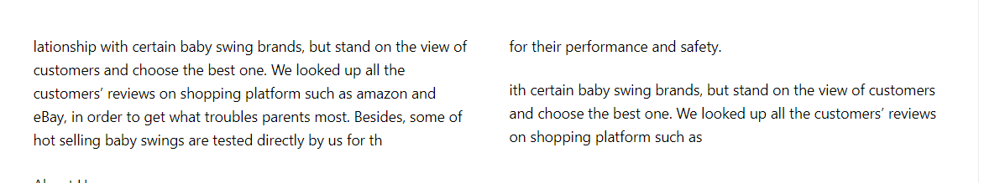 lationship with certain baby swing brands, but stand on the view of
customers and choose the best one. We looked up all the
customers’ reviews on shopping platform such as amazon and
eBay, in order to get what troubles parents most. Besides, some of
hot selling baby swings are tested directly by us for th
for their performance and safety.
ith certain baby swing brands, but stand on the view of customers
and choose the best one. We looked up all the customers’ reviews
on shopping platform such as